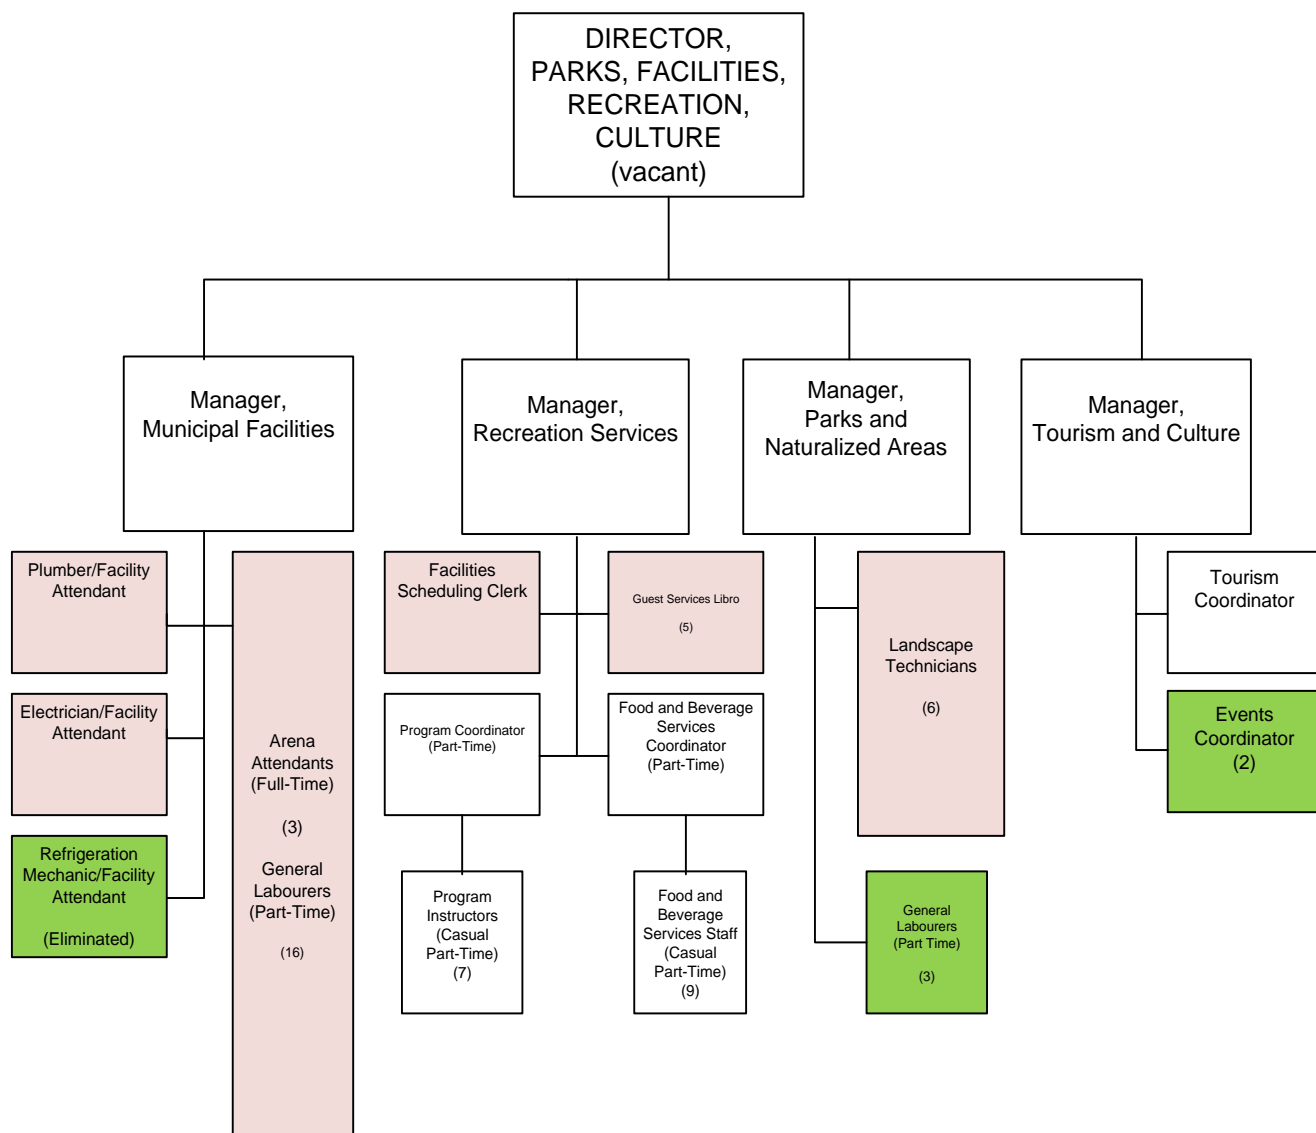 DIRECTOR,
PARKS, FACILITIES,
RECREATION,
CULTURE
(vacant)
Manager,
Municipal Facilities
Manager,
Recreation Services
Manager,
Parks and
Naturalized Areas
Manager,
Tourism and Culture
Plumber/Facility
Attendant
Electrician/Facility
Attendant
Refrigeration
Mechanic/Facility
Attendant
(Eliminated)
Arena
Attendants
(Full-Time)
(3)
General
Labourers
(Part-Time)
(16)
Facilities
Scheduling Clerk
Guest Services Libro
(5)
Program Coordinator
(Part-Time)
Food and Beverage
Services
Coordinator
(Part-Time)
Program
Instructors
(Casual
Part-Time)
(7)
Food and
Beverage
Services Staff
(Casual
Part-Time)
(9)
Landscape
Technicians
(6)
General
Labourers
(Part Time)
(3)
Tourism
Coordinator
Events
Coordinator
(2)